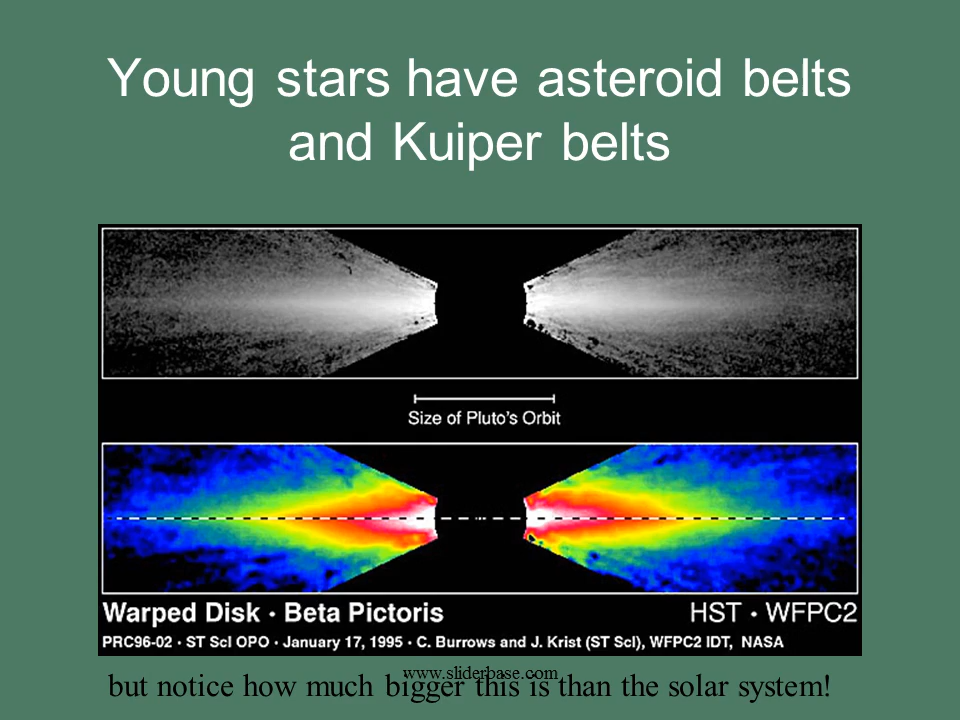 Young stars have asteroid belts
and Kuiper belts
Size of Pluto's Orbit
Warped Disk · Beta Pictoris HST · WFPC2
PRC96-02 · ST ScI OPO · January 17, 1995 · C. Burrows and J. Krist (ST ScI), WFPC2 IDT, NASA
www.sliderbase.com
but notice how much bigger this is than the solar system!